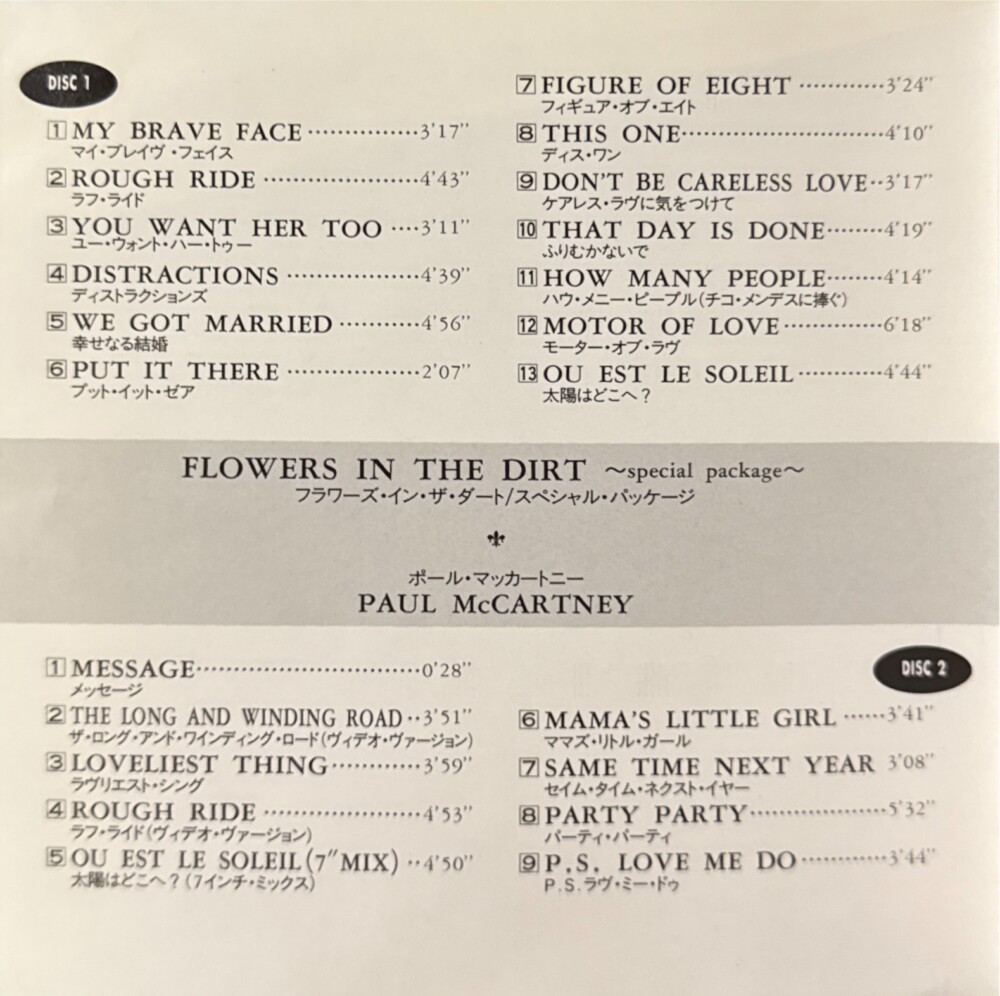 DISC 1
1 MY BRAVE FACE ················3'17"
マイ・ブレイヴ・フェイス
2 ROUGH RIDE ······················4'43"
ラフ・ライド
3 YOU WANT HER TOO ····3'11"
ユー・ウォント・ハー・トゥー
4 DISTRACTIONS ···················4'39"
ディストラクションズ
5 WE GOT MARRIED ···········4'56"
幸せなる結婚
6 PUT IT THERE ···················2'07"
プット・イット・ゼア
7 FIGURE OF EIGHT ············3'24"
フィギュア・オブ・エイト
8 THIS ONE····························4'10"
ディス・ワン
9 DON'T BE CARELESS LOVE··3'17"
ケアレス・ラヴに気をつけて
10 THAT DAY IS DONE········4'19"
ふりむかないで
11 HOW MANY PEOPLE········4'14"
ハウ・メニー・ピープル(チコ・メンデスに捧ぐ)
12 MOTOR OF LOVE··············6'18"
モーター・オブ・ラヴ
13 OU EST LE SOLEIL············4'44"
太陽はどこへ?
FLOWERS IN THE DIRT 〜special package〜
フラワーズ・イン・ザ・ダート/スペシャル・パッケージ
ポール・マッカートニー
PAUL McCARTNEY
1 MESSAGE································0'28"
メッセージ
2 THE LONG AND WINDING ROAD··3'51"
ザ・ロング・アンド・ワインディング・ロード(ヴィデオ・ヴァージョン)
3 LOVELIEST THING·············3'59"
ラヴリエスト・シング
4 ROUGH RIDE ······················4'53"
ラフ・ライド(ヴィデオ・ヴァージョン)
5 OU EST LE SOLEIL(7"MIX) ··4'50"
太陽はどこへ?(7インチ・ミックス)
DISC 2
6 MAMA'S LITTLE GIRL ······3'41"
ママズ・リトル・ガール
7 SAME TIME NEXT YEAR 3'08"
セイム・タイム・ネクスト・イヤー
8 PARTY PARTY···················5'32"
パーティ・パーティ
9 P.S. LOVE ME DO ············3'44"
P.S.ラヴ・ミー・ドゥ